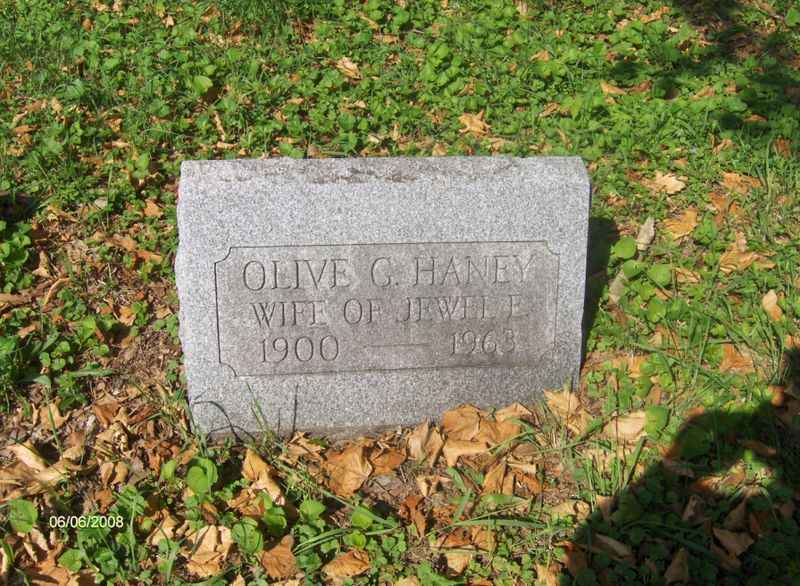 OLIVE G. HANEY
WIFE OF JEWEL E.
1900 — 1963
06/06/2008